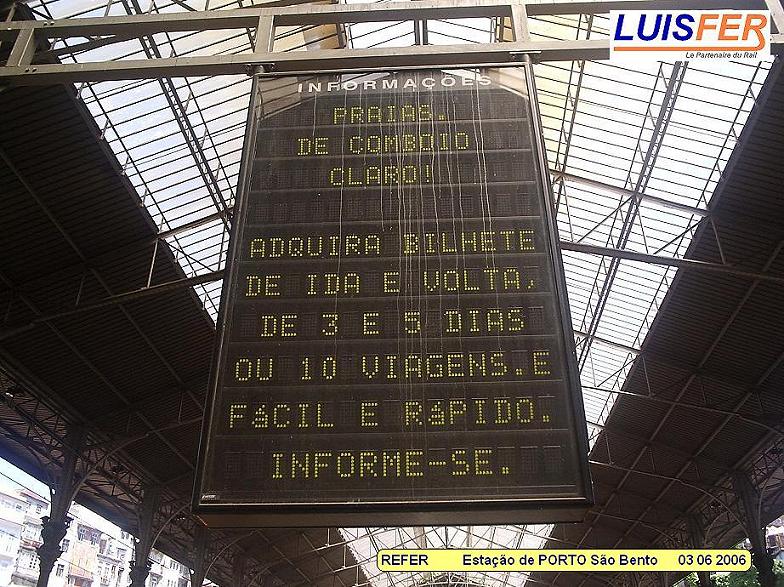 LUISFER
Le Partenaire du Rail
INFORMAÇÕES
PRAIAS.
DE COMBOIO
CLARO!
ADQUIRA BILHETE
DE IDA E VOLTA,
DE 3 E 5 DIAS
OU 10 VIAGENS.E
FáCIL E RáPIDO.
INFORME-SE.
REFER Estação de PORTO São Bento 03 06 2006